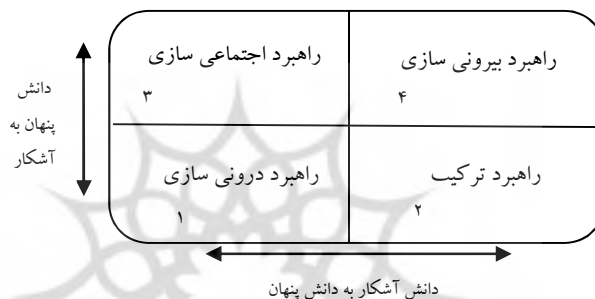 راهبرد بیرونی سازی
۴
راهبرد اجتماعی سازی
۳
راهبرد ترکیب
۲
راهبرد درونی سازی
۱
دانش
پنهان به
آشکار
دانش آشکار به دانش پنهان